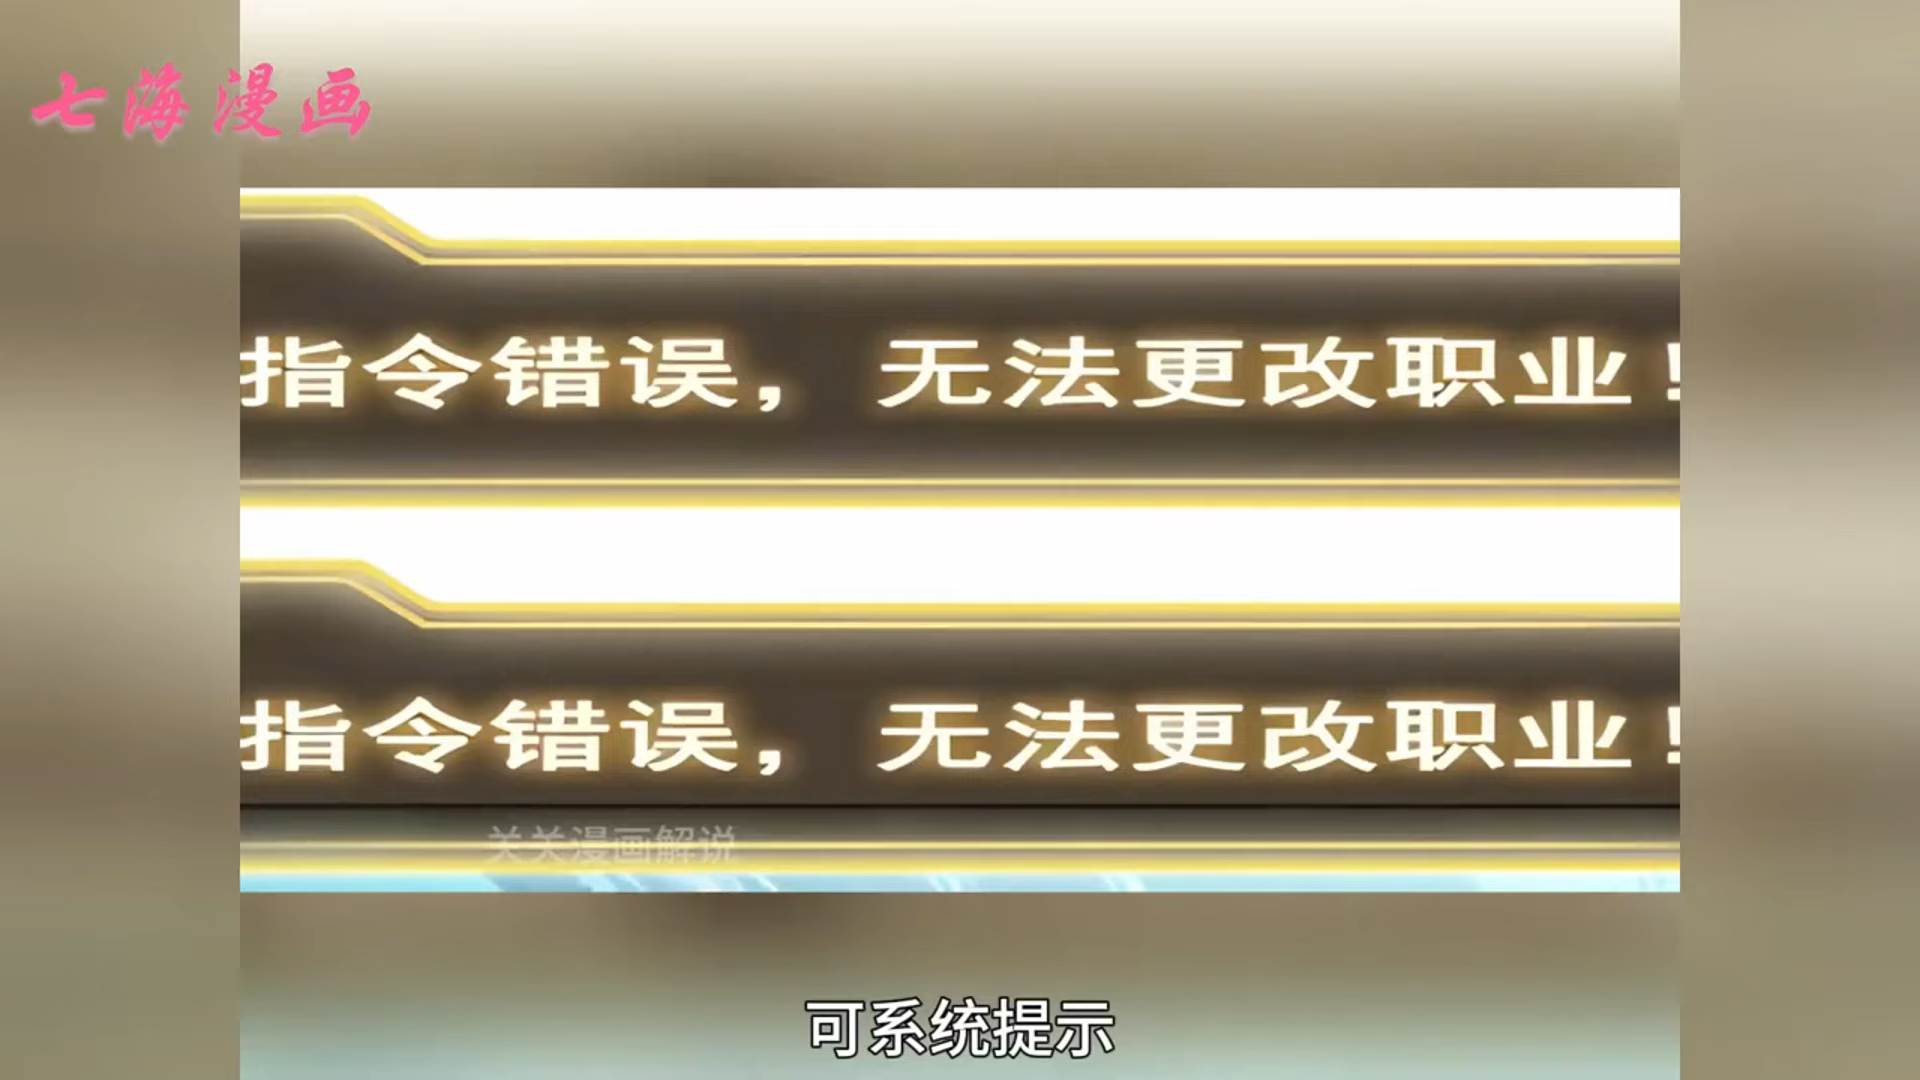 七海漫画
指令错误，无法更改职业！
指令错误，无法更改职业！
关关漫画解说
可系统提示